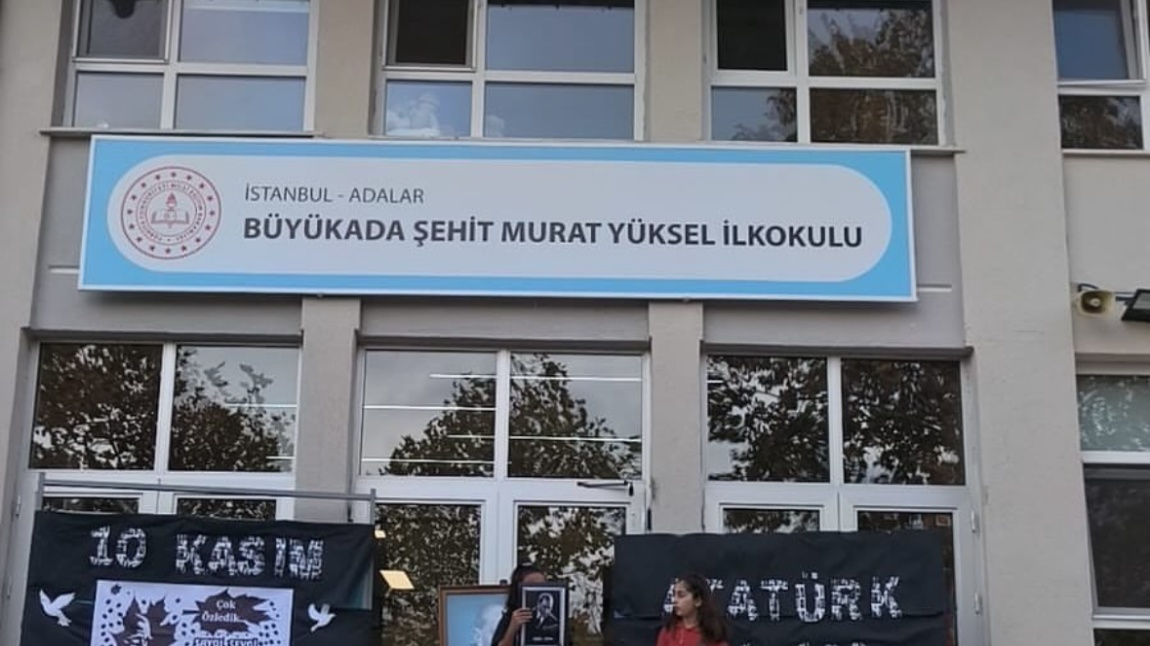 İSTANBUL - ADALAR
BÜYÜKADA ŞEHİT MURAT YÜKSEL İLKOKULU
10 KASIM
Çok
Özledik
ATATÜRK